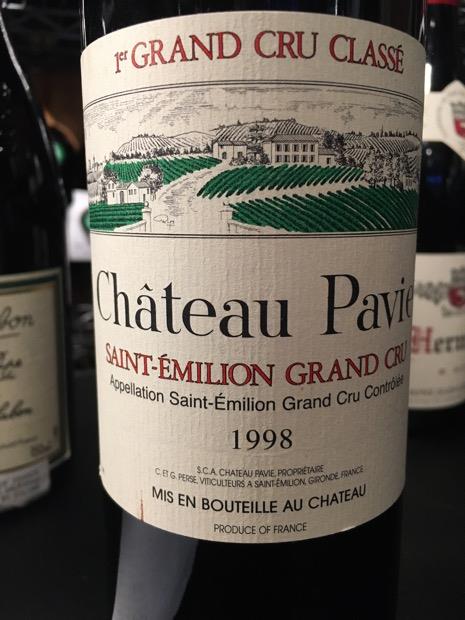 1er GRAND CRU CLASSÉ
Château Pavie
SAINT-ÉMILION GRAND CRU
Appellation Saint-Émilion Grand Cru Contrôlée
1998
S.C.A. CHATEAU PAVIE, PROPRIÉTAIRE
C. ET G. PERSE, VITICULTEURS A SAINT-ÉMILION, GIRONDE, FRANCE
MIS EN BOUTEILLE AU CHATEAU
PRODUCE OF FRANCE